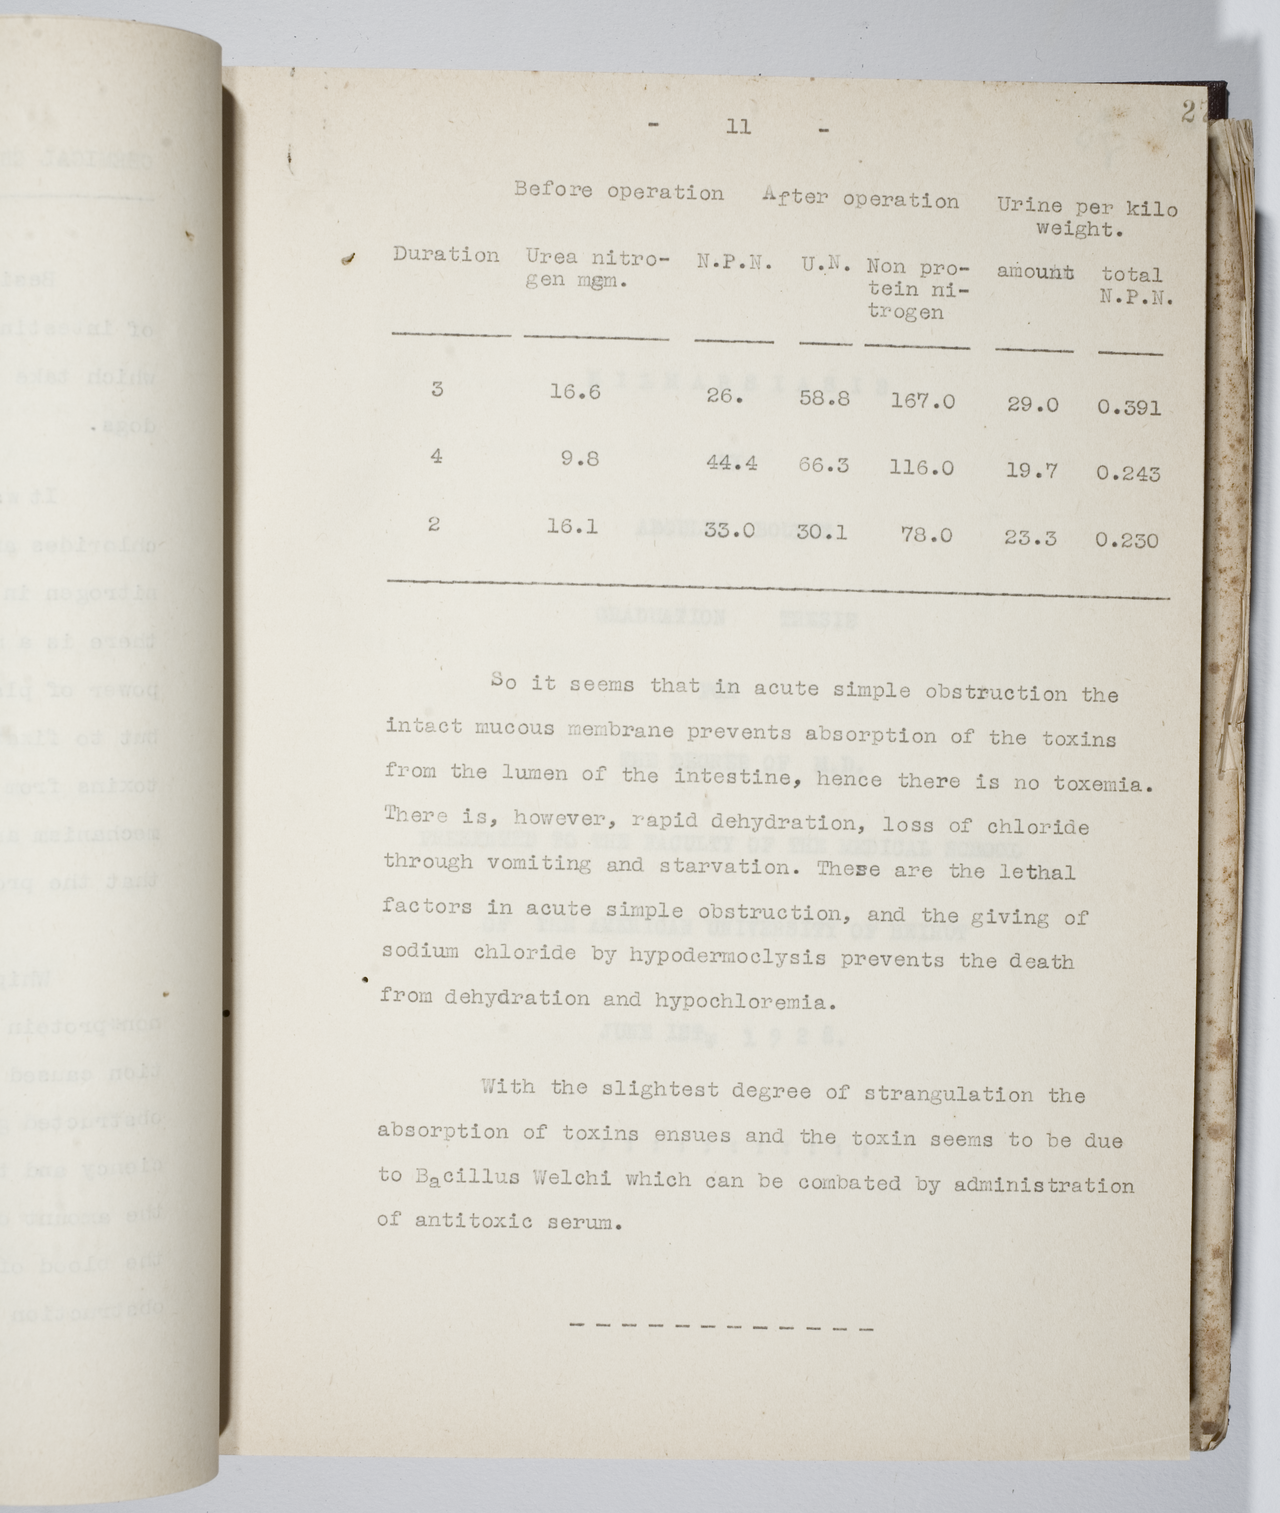 - 11 -
Before operation After operation Urine per kilo
weight.
Duration Urea nitro- N.P.N. U.N. Non pro- amount total
gen mgm. tein ni- N.P.N.
trogen
3 16.6 26. 58.8 167.0 29.0 0.391
4 9.8 44.4 66.3 116.0 19.7 0.243
2 16.1 33.0 30.1 78.0 23.3 0.230
So it seems that in acute simple obstruction the
intact mucous membrane prevents absorption of the toxins
from the lumen of the intestine, hence there is no toxemia.
There is, however, rapid dehydration, loss of chloride
through vomiting and starvation. These are the lethal
factors in acute simple obstruction, and the giving of
sodium chloride by hypodermoclysis prevents the death
from dehydration and hypochloremia.
With the slightest degree of strangulation the
absorption of toxins ensues and the toxin seems to be due
to Bacillus Welchi which can be combated by administration
of antitoxic serum.
- - - - - - - - - - - -